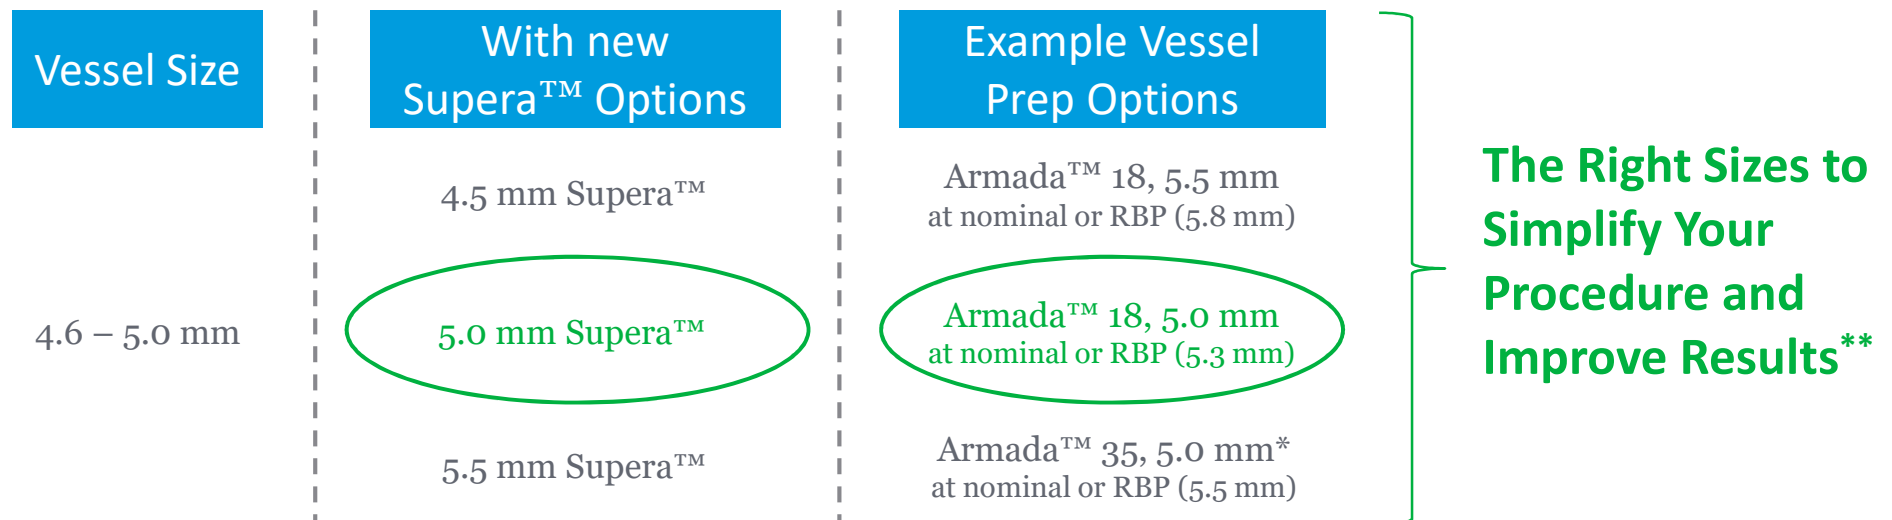 Vessel Size
With new
Supera™ Options
Example Vessel
Prep Options
4.5 mm Supera™
Armada™ 18, 5.5 mm
at nominal or RBP (5.8 mm)
4.6 – 5.0 mm
5.0 mm Supera™
Armada™ 18, 5.0 mm
at nominal or RBP (5.3 mm)
5.5 mm Supera™
Armada™ 35, 5.0 mm*
at nominal or RBP (5.5 mm)
The Right Sizes to
Simplify Your
Procedure and
Improve Results**